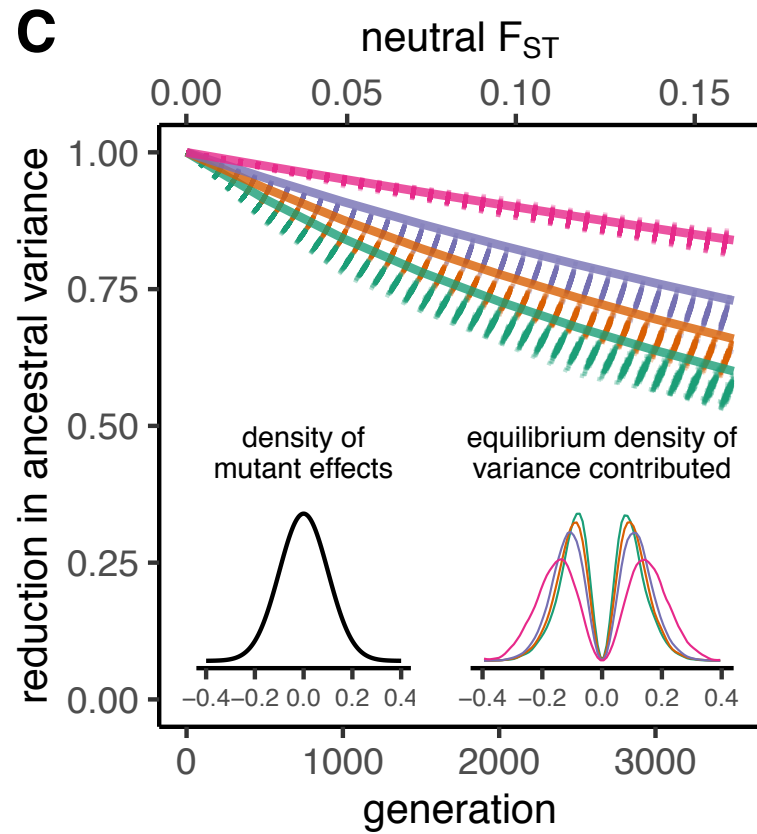 C
neutral FST
0.00 0.05 0.10 0.15
reduction in ancestral variance
1.00
0.75
0.50
0.25
0.00
density of
mutant effects
equilibrium density of
variance contributed
−0.4 −0.2 0.0 0.2 0.4
−0.4 −0.2 0.0 0.2 0.4
0 1000 2000 3000
generation